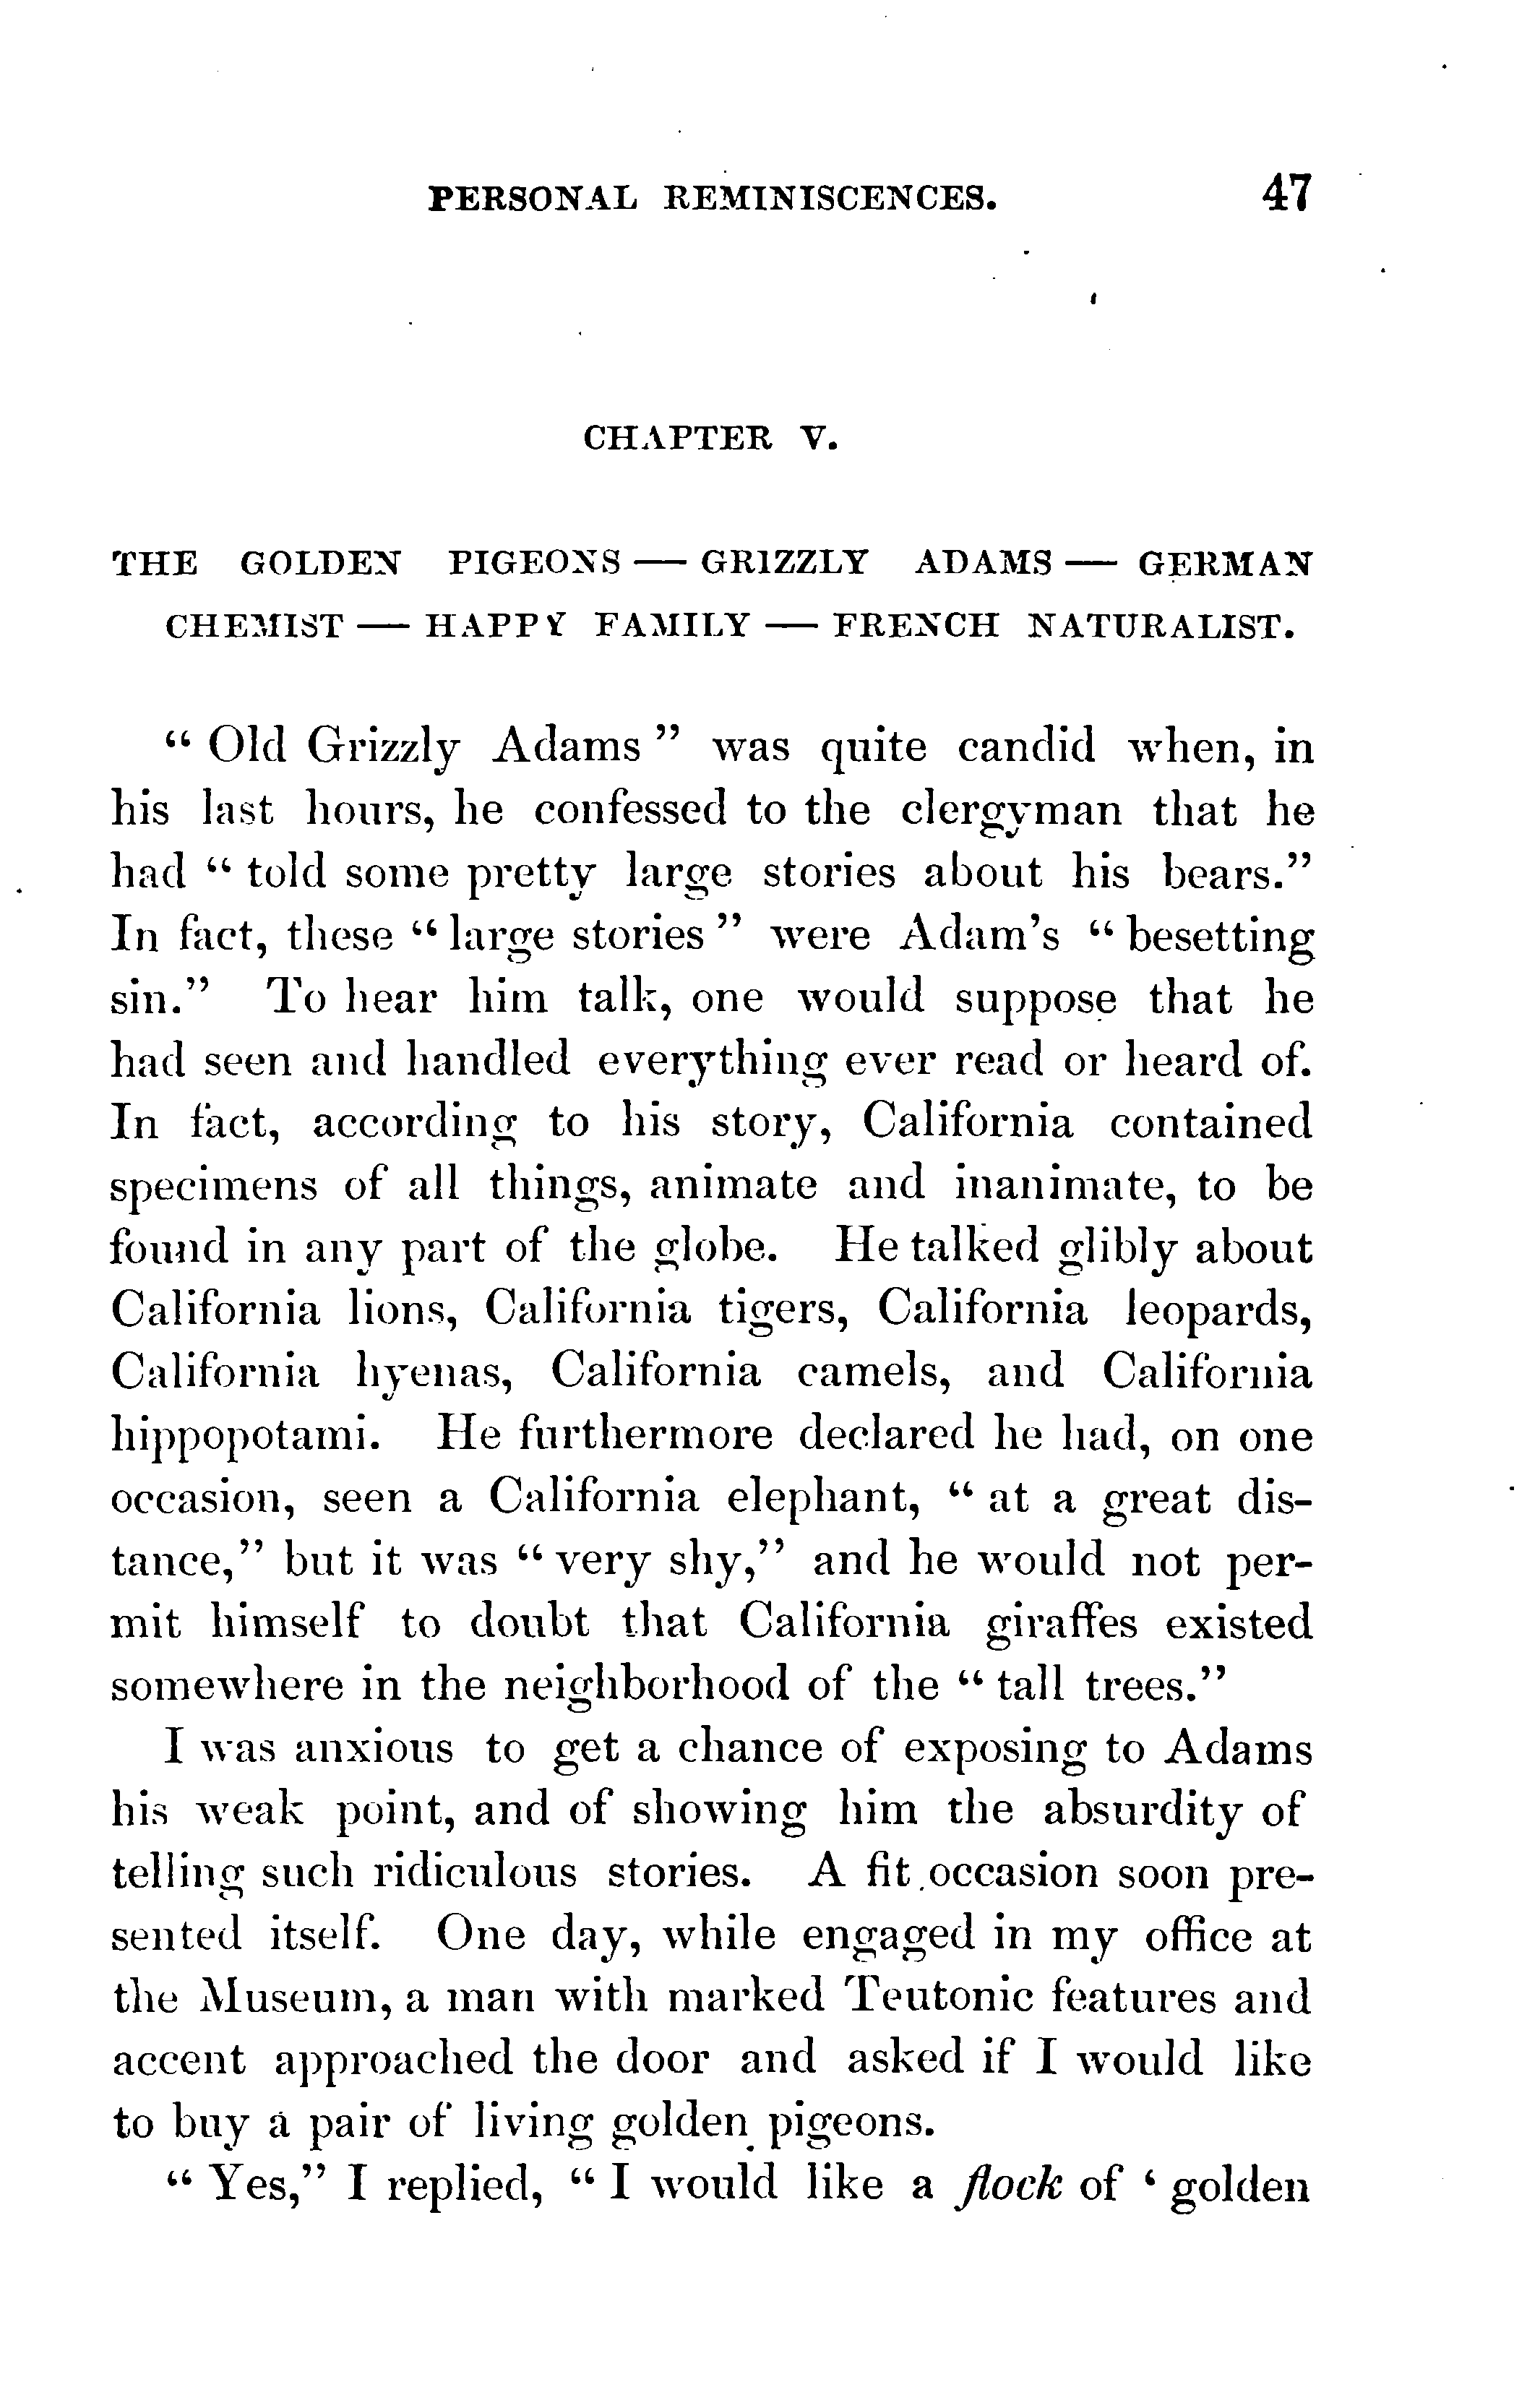 PERSONAL REMINISCENCES. 47
CHAPTER V.
THE GOLDEN PIGEONS — GRIZZLY ADAMS — GERMAN
CHEMIST — HAPPY FAMILY — FRENCH NATURALIST.
“ Old Grizzly Adams ” was quite candid when, in
his last hours, he confessed to the clergyman that he
had “ told some pretty large stories about his bears.”
In fact, these “ large stories ” were Adam’s “ besetting
sin.” To hear him talk, one would suppose that he
had seen and handled everything ever read or heard of.
In fact, according to his story, California contained
specimens of all things, animate and inanimate, to be
found in any part of the globe. He talked glibly about
California lions, California tigers, California leopards,
California hyenas, California camels, and California
hippopotami. He furthermore declared he had, on one
occasion, seen a California elephant, “ at a great dis-
tance,” but it was “ very shy,” and he would not per-
mit himself to doubt that California giraffes existed
somewhere in the neighborhood of the “ tall trees.”
I was anxious to get a chance of exposing to Adams
his weak point, and of showing him the absurdity of
telling such ridiculous stories. A fit occasion soon pre-
sented itself. One day, while engaged in my office at
the Museum, a man with marked Teutonic features and
accent approached the door and asked if I would like
to buy a pair of living golden pigeons.
“ Yes,” I replied, “ I would like a flock of ‘ golden